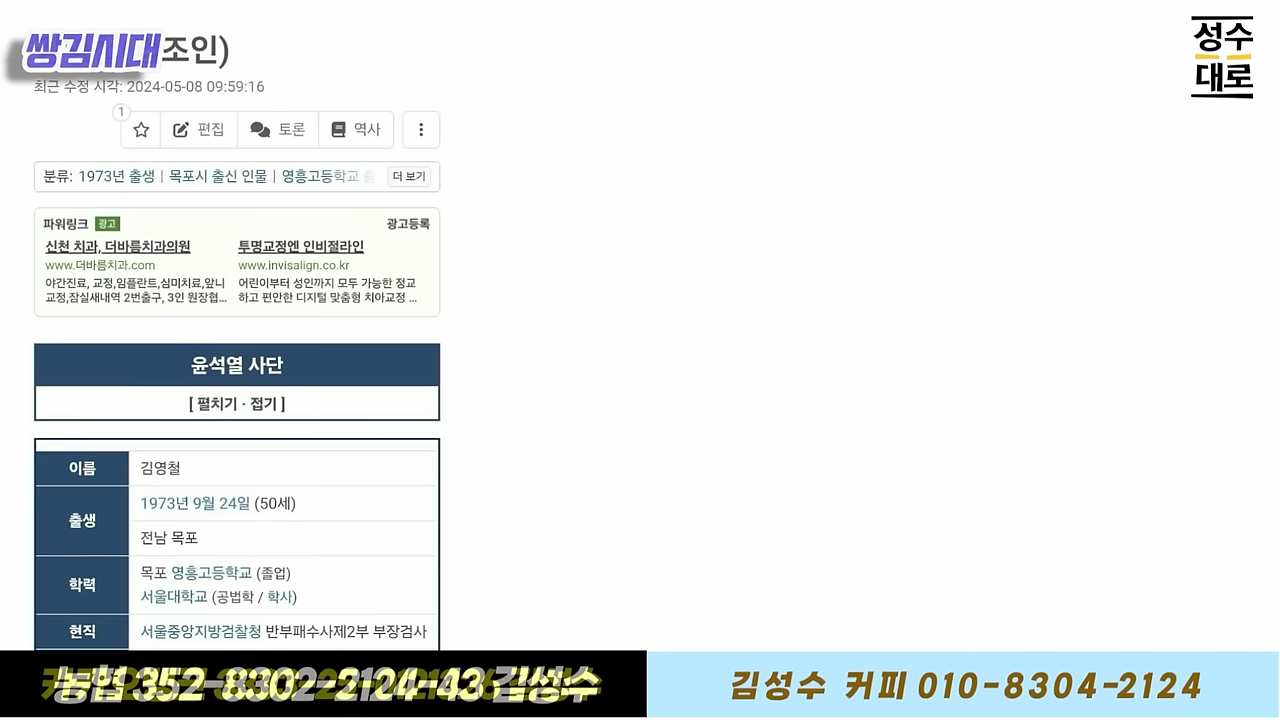 쌍김시대조인)
성수
대로
최근 수정 시각: 2024-05-08 09:59:16
1
편집 토론 역사
분류: 1973년 출생 | 목포시 출신 인물 | 영흥고등학교 더 보기
파워링크 광고 광고등록
신천 치과, 더바름치과의원
www.더바름치과.com
야간진료, 교정,임플란트,심미치료,앞니
교정,잠실새내역 2번출구, 3인 원장협...
투명교정엔 인비절라인
www.invisalign.co.kr
어린이부터 성인까지 모두 가능한 정교
하고 편안한 디지털 맞춤형 치아교정 ...
윤석열 사단
[ 펼치기 · 접기 ]
이름 김영철
출생 1973년 9월 24일 (50세)
전남 목포
학력 목포 영흥고등학교 (졸업)
서울대학교 (공법학 / 학사)
현직 서울중앙지방검찰청 반부패수사제2부 부장검사
농협 352-8302-2124-43 김성수
김성수 커피 010-8304-2124